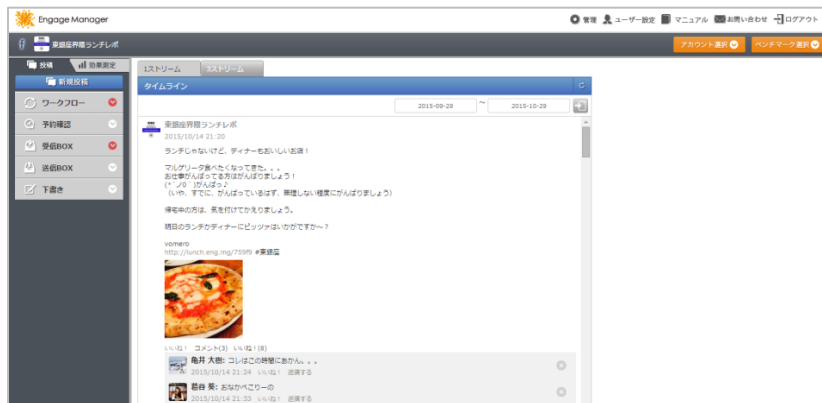 Engage Manager
管理 ユーザー設定 マニュアル お問い合わせ ログアウト
東銀座界隈ランチレポ
アカウント選択 ベンチマーク選択
投稿 効果測定
新規投稿
ワークフロー
予約確認
受信BOX
送信BOX
下書き
1ストリーム 3ストリーム
タイムライン
2015-09-29 ～ 2015-10-29
東銀座界隈ランチレポ
2015/10/14 21:20
ランチじゃないけど、ディナーもおいしいお店！
マルゲリータ食べたくなってきた。。。
お仕事がんばってる方はがんばりましょう！
(*´ノ0`)がんばっ♪
（いや、すでに、がんばっているはず、無理しない程度にがんばりましょう）
帰宅中の方は、気を付けてかえりましょう。
明日のランチかディナーにピッツァはいかがですか～？
vomero
http://lunch.eng.mg/759f9 #東銀座
いいね！ コメント(3) いいね！(8)
亀井 大樹: コレはこの時間にあかん。。。
2015/10/14 21:24 いいね！ 返信する
葛谷 葵: おなかぺこりーの
2015/10/14 21:33 いいね！ 返信する